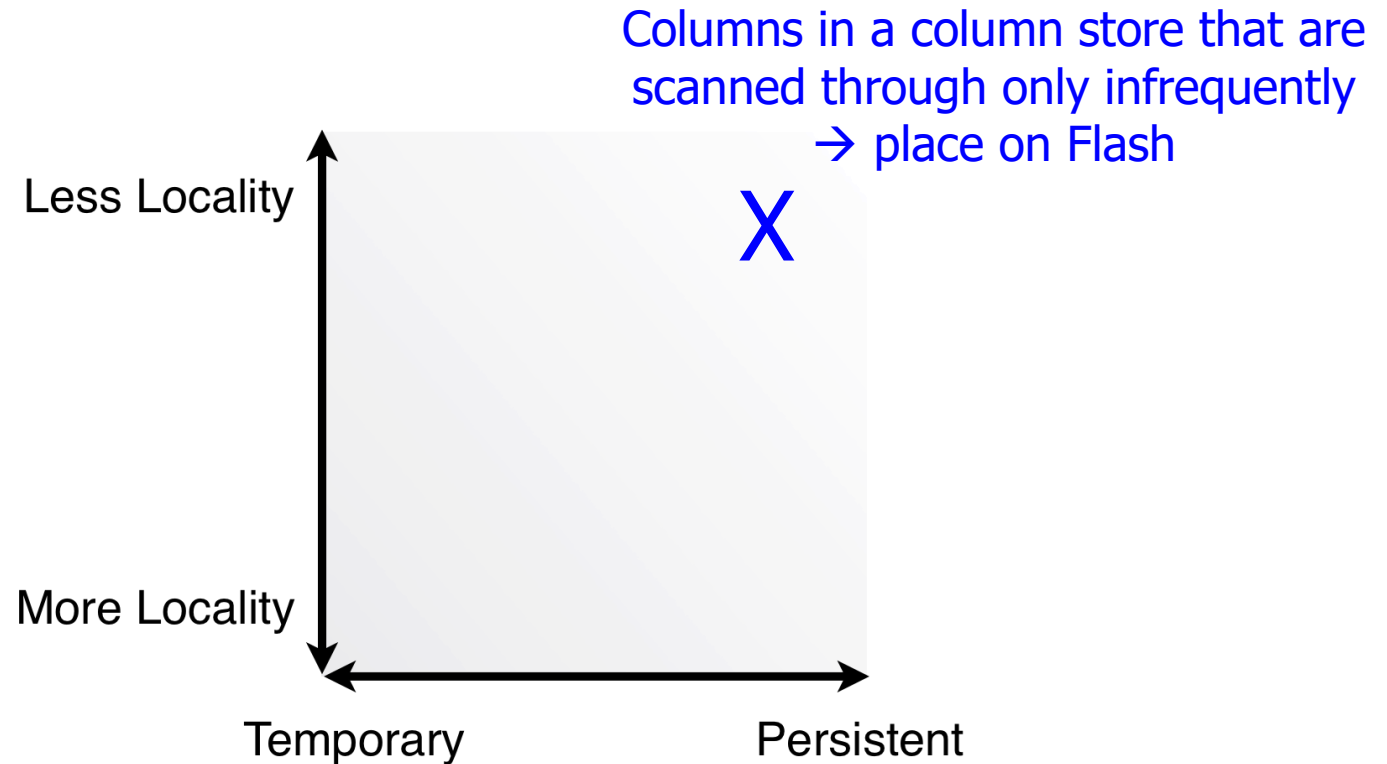 Columns in a column store that are
scanned through only infrequently
→ place on Flash
Less Locality
X
More Locality
Temporary
Persistent